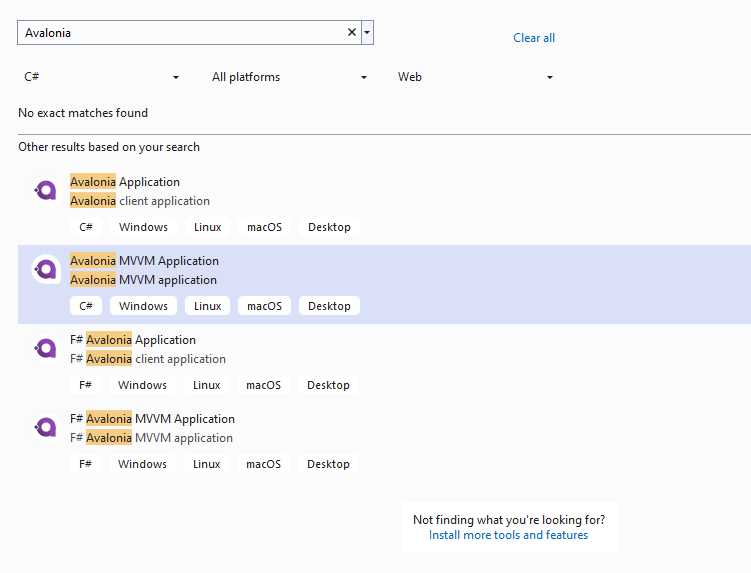 Avalonia
Clear all
C# All platforms Web
No exact matches found
Other results based on your search
Avalonia Application
Avalonia client application
C# Windows Linux macOS Desktop
Avalonia MVVM Application
Avalonia MVVM application
C# Windows Linux macOS Desktop
F# Avalonia Application
F# Avalonia client application
F# Windows Linux macOS Desktop
F# Avalonia MVVM Application
F# Avalonia MVVM application
F# Windows Linux macOS Desktop
Not finding what you're looking for?
Install more tools and features